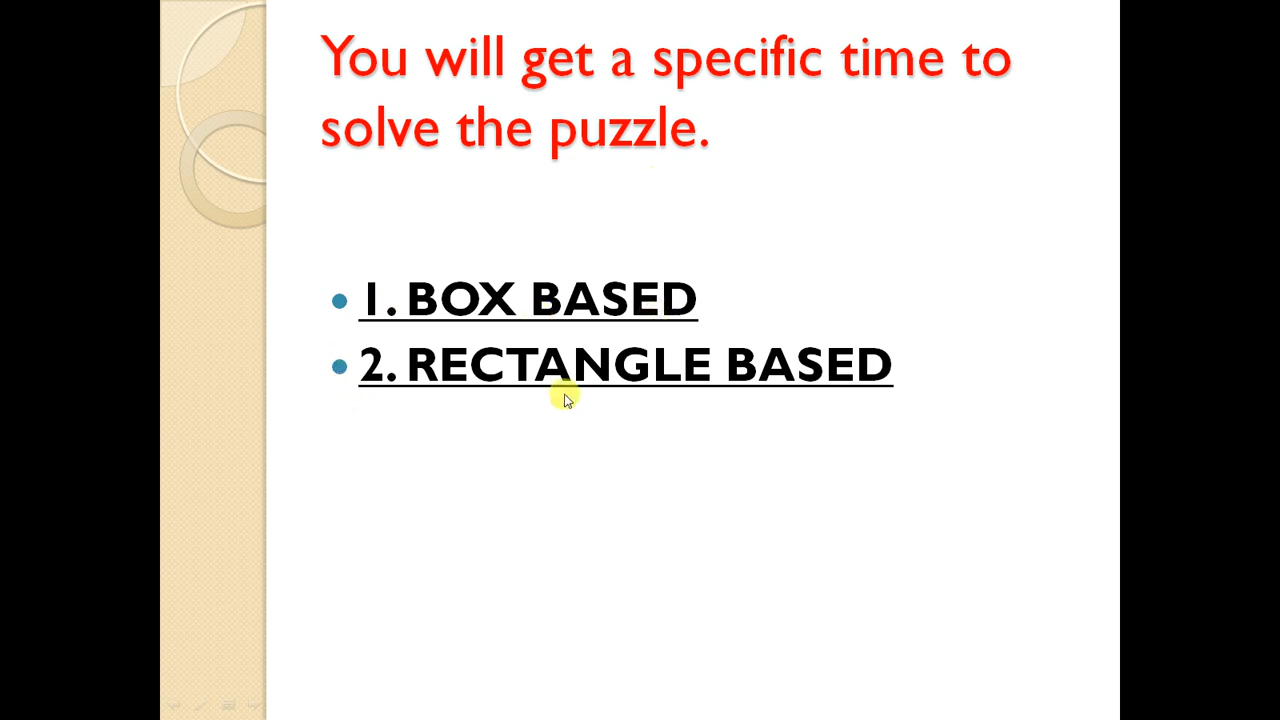 You will get a specific time to
solve the puzzle.
1. BOX BASED
2. RECTANGLE BASED